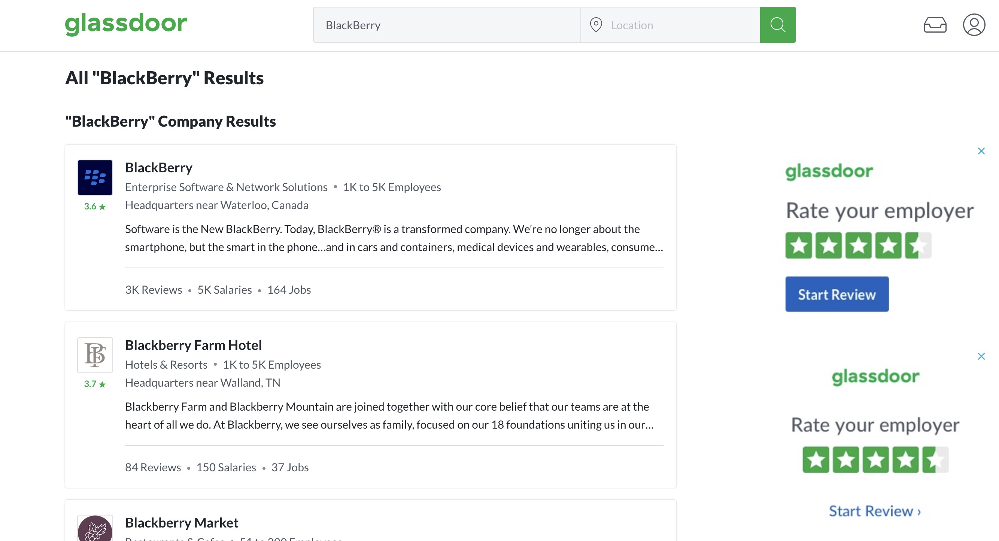 glassdoor
BlackBerry
Location
All "BlackBerry" Results
"BlackBerry" Company Results
BlackBerry
Enterprise Software & Network Solutions • 1K to 5K Employees
3.6 ★
Headquarters near Waterloo, Canada
Software is the New BlackBerry. Today, BlackBerry® is a transformed company. We’re no longer about the
smartphone, but the smart in the phone…and in cars and containers, medical devices and wearables, consume…
3K Reviews • 5K Salaries • 164 Jobs
Blackberry Farm Hotel
Hotels & Resorts • 1K to 5K Employees
3.7 ★
Headquarters near Walland, TN
Blackberry Farm and Blackberry Mountain are joined together with our core belief that our teams are at the
heart of all we do. At Blackberry, we see ourselves as family, focused on our 18 foundations uniting us in our…
84 Reviews • 150 Salaries • 37 Jobs
Blackberry Market
Restaurants & Cafes • 51 to 200 Employees
glassdoor
Rate your employer
Start Review
glassdoor
Rate your employer
Start Review ›